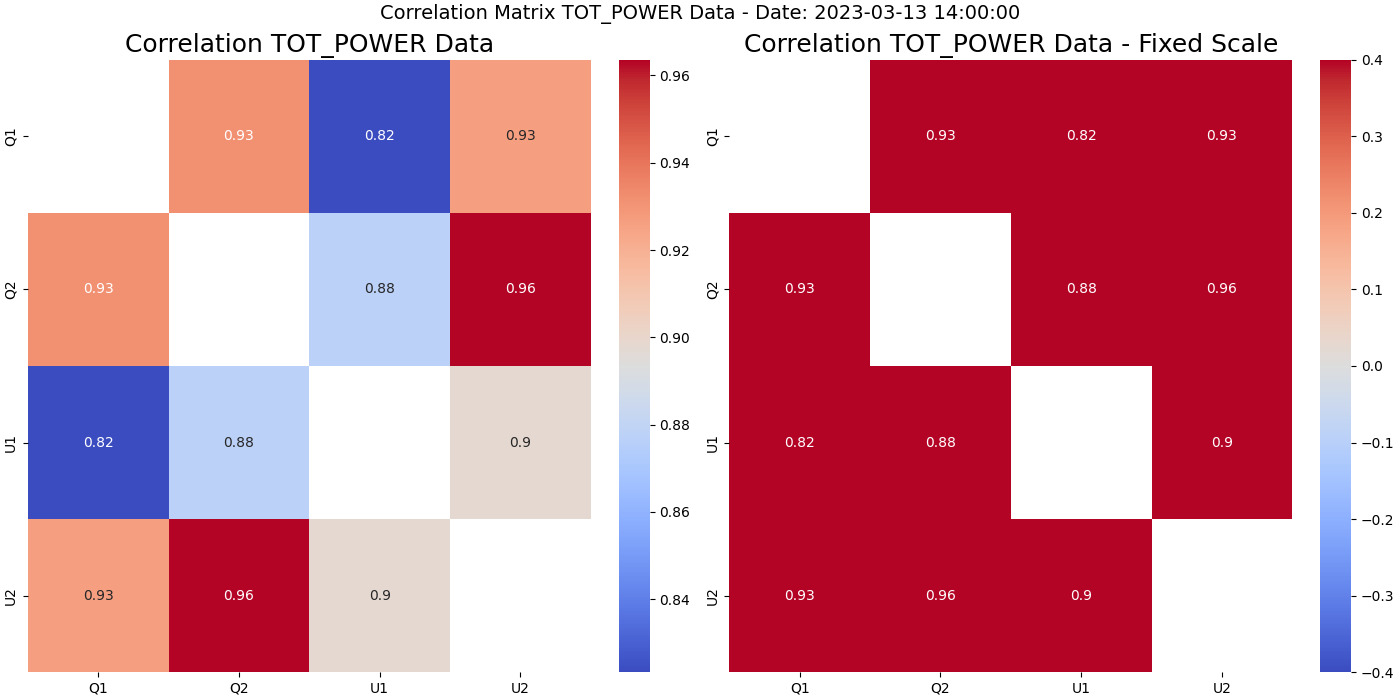 Correlation Matrix TOT_POWER Data - Date: 2023-03-13 14:00:00
Correlation TOT_POWER Data
Q1
0.93
0.82
0.93
Q2
0.93
0.88
0.96
U1
0.82
0.88
0.9
U2
0.93
0.96
0.9
Q1
Q2
U1
U2
0.96
0.94
0.92
0.90
0.88
0.86
0.84
Correlation TOT_POWER Data - Fixed Scale
Q1
0.93
0.82
0.93
Q2
0.93
0.88
0.96
U1
0.82
0.88
0.9
U2
0.93
0.96
0.9
Q1
Q2
U1
U2
0.4
0.3
0.2
0.1
0.0
−0.1
−0.2
−0.3
−0.4